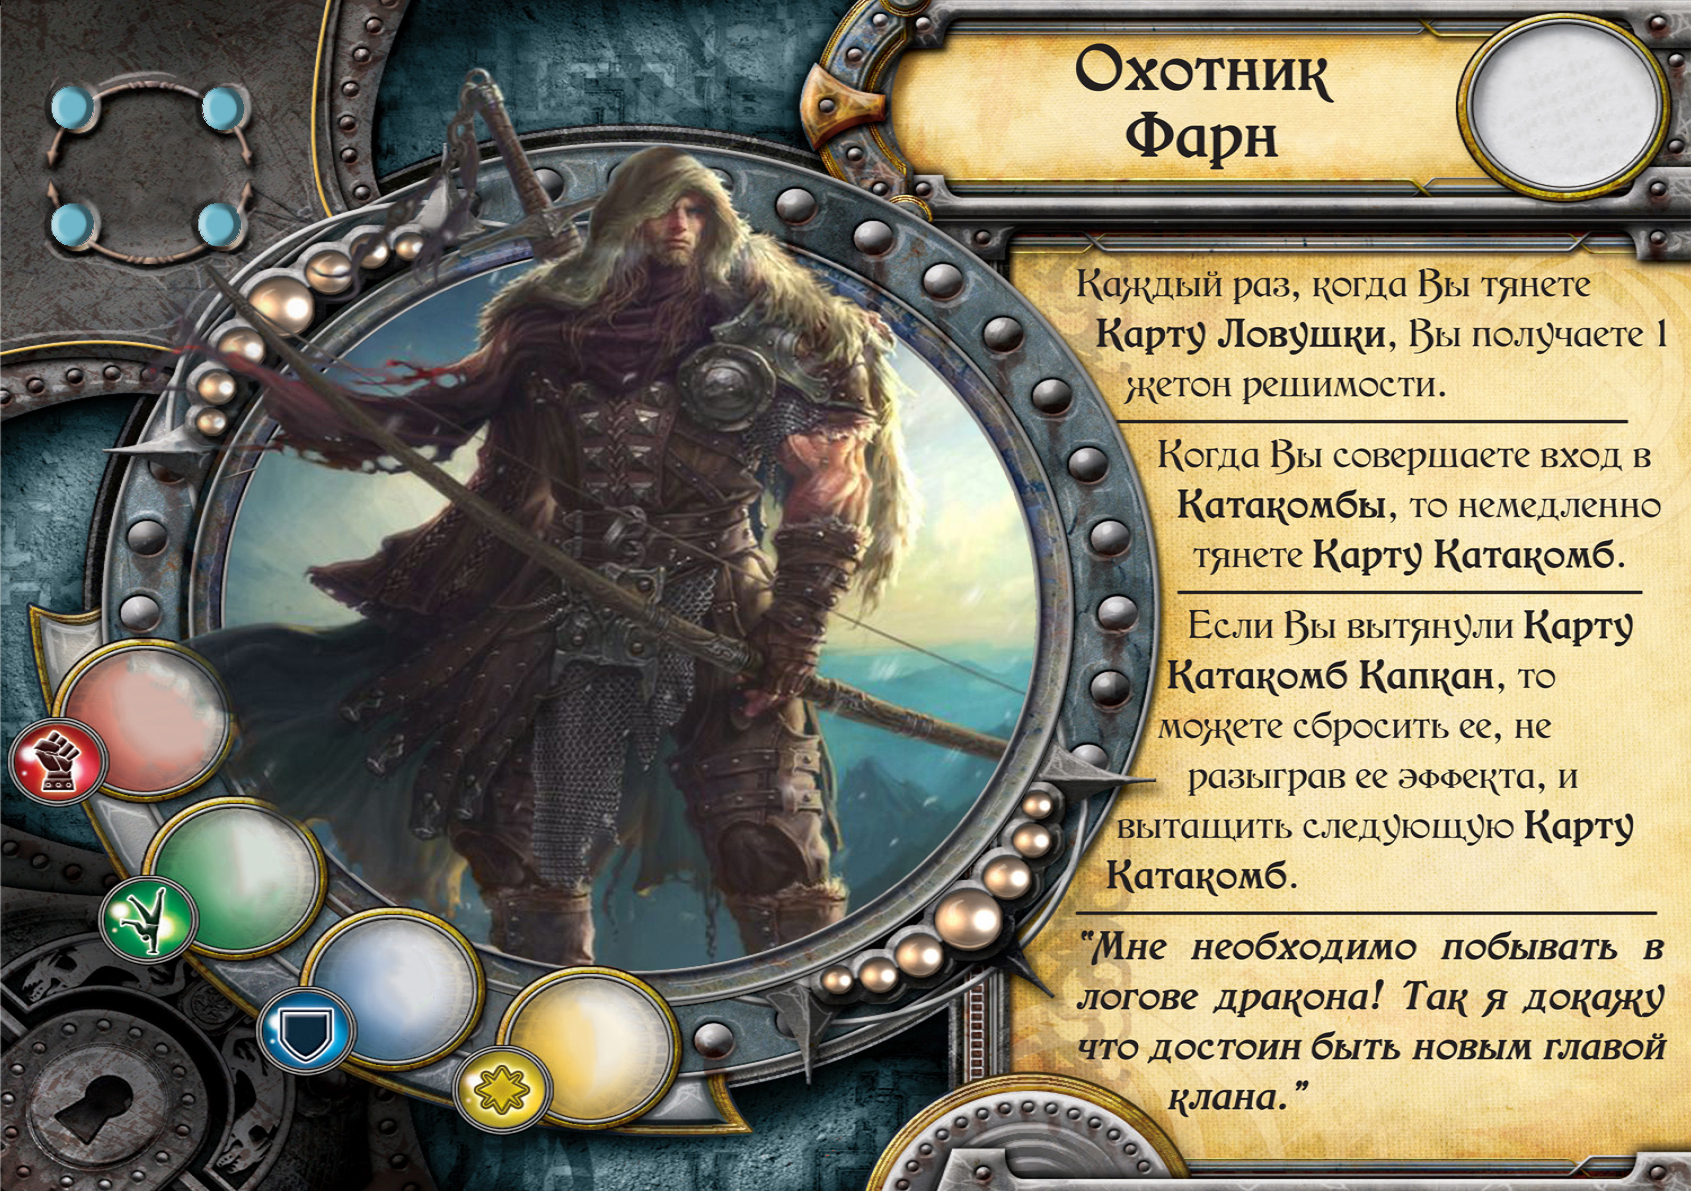 Охотник
Фарн
Каждый раз, когда Вы тянете
Карту Ловушки, Вы получаете 1
жетон решимости.
Когда Вы совершаете вход в
Катакомбы, то немедленно
тянете Карту Катакомб.
Если Вы вытянули Карту
Катакомб Капкан, то
можете сбросить ее, не
разыграв ее эффекта, и
вытащить следующую Карту
Катакомб.
"Мне необходимо побывать в
логове дракона! Так я докажу
что достоин быть новым главой
клана."